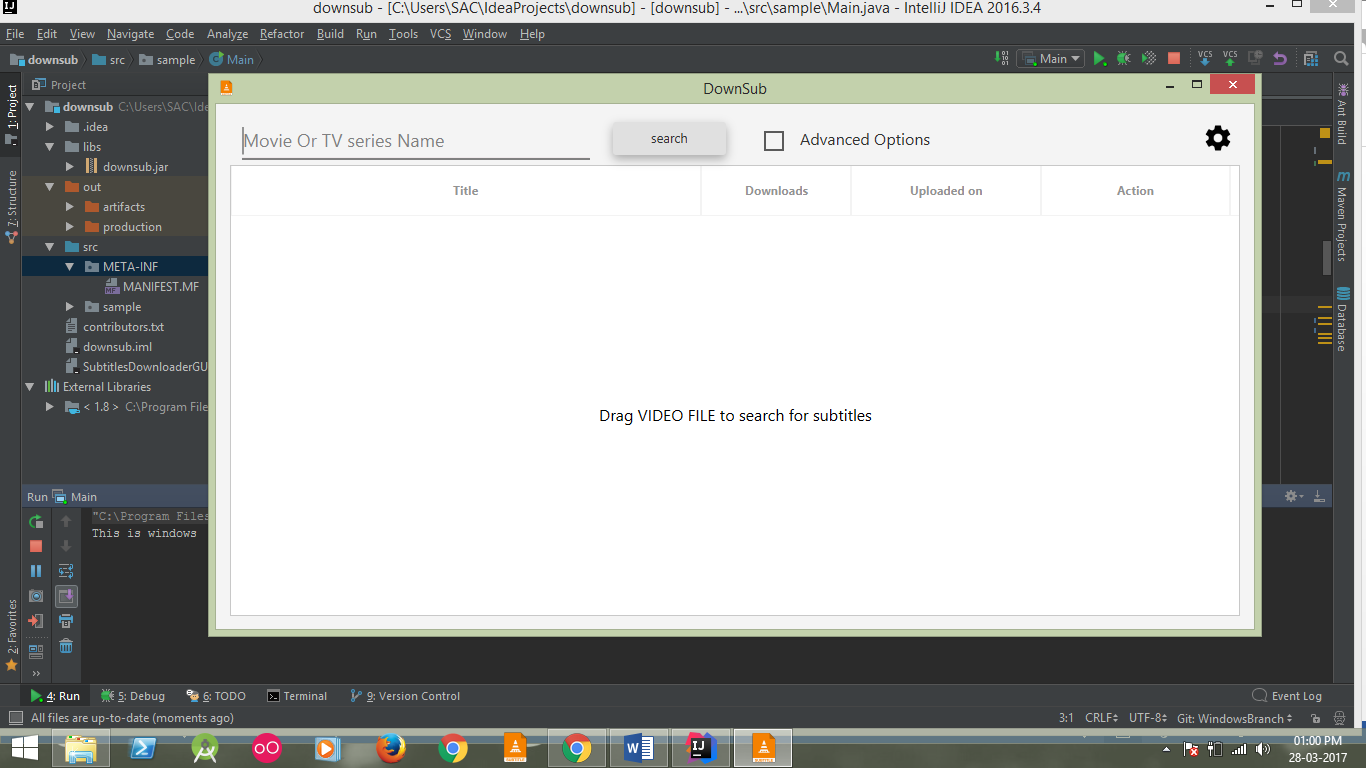 downsub - [C:\Users\SAC\IdeaProjects\downsub] - [downsub] - ...\src\sample\Main.java - IntelliJ IDEA 2016.3.4
File Edit View Navigate Code Analyze Refactor Build Run Tools VCS Window Help
downsub src sample Main
Main
VCS VCS
1: Project
7: Structure
2: Favorites
Project
downsub C:\Users\SAC\Ide
.idea
libs
downsub.jar
out
artifacts
production
src
META-INF
MANIFEST.MF
sample
contributors.txt
downsub.iml
SubtitlesDownloaderGU
External Libraries
< 1.8 > C:\Program File
DownSub
Movie Or TV series Name
search
Advanced Options
Title Downloads Uploaded on Action
Drag VIDEO FILE to search for subtitles
Ant Build
Maven Projects
Database
Run Main
"C:\Program Files
This is windows
4: Run 5: Debug 6: TODO Terminal 9: Version Control Event Log
All files are up-to-date (moments ago) 3:1 CRLF UTF-8 Git: WindowsBranch
01:00 PM
28-03-2017